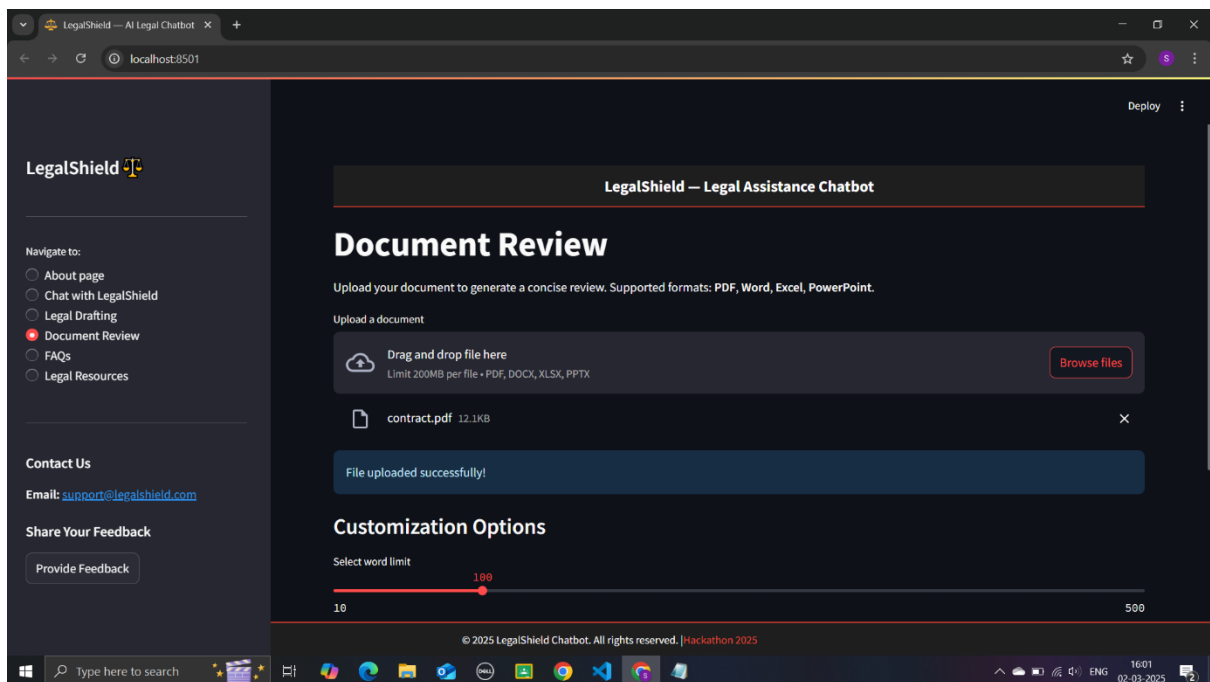 LegalShield — AI Legal Chatbot
localhost:8501
S
Deploy
LegalShield
Navigate to:
About page
Chat with LegalShield
Legal Drafting
Document Review
FAQs
Legal Resources
Contact Us
Email: support@legalshield.com
Share Your Feedback
Provide Feedback
LegalShield — Legal Assistance Chatbot
Document Review
Upload your document to generate a concise review. Supported formats: PDF, Word, Excel, PowerPoint.
Upload a document
Drag and drop file here
Limit 200MB per file • PDF, DOCX, XLSX, PPTX
Browse files
contract.pdf 12.1KB
File uploaded successfully!
Customization Options
Select word limit
100
10 500
© 2025 LegalShield Chatbot. All rights reserved. |Hackathon 2025
Type here to search
DELL
ENG
16:01
02-03-2025
2